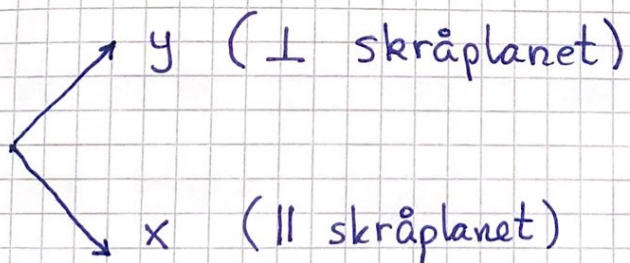 y (⊥ skråplanet)
x (|| skråplanet)